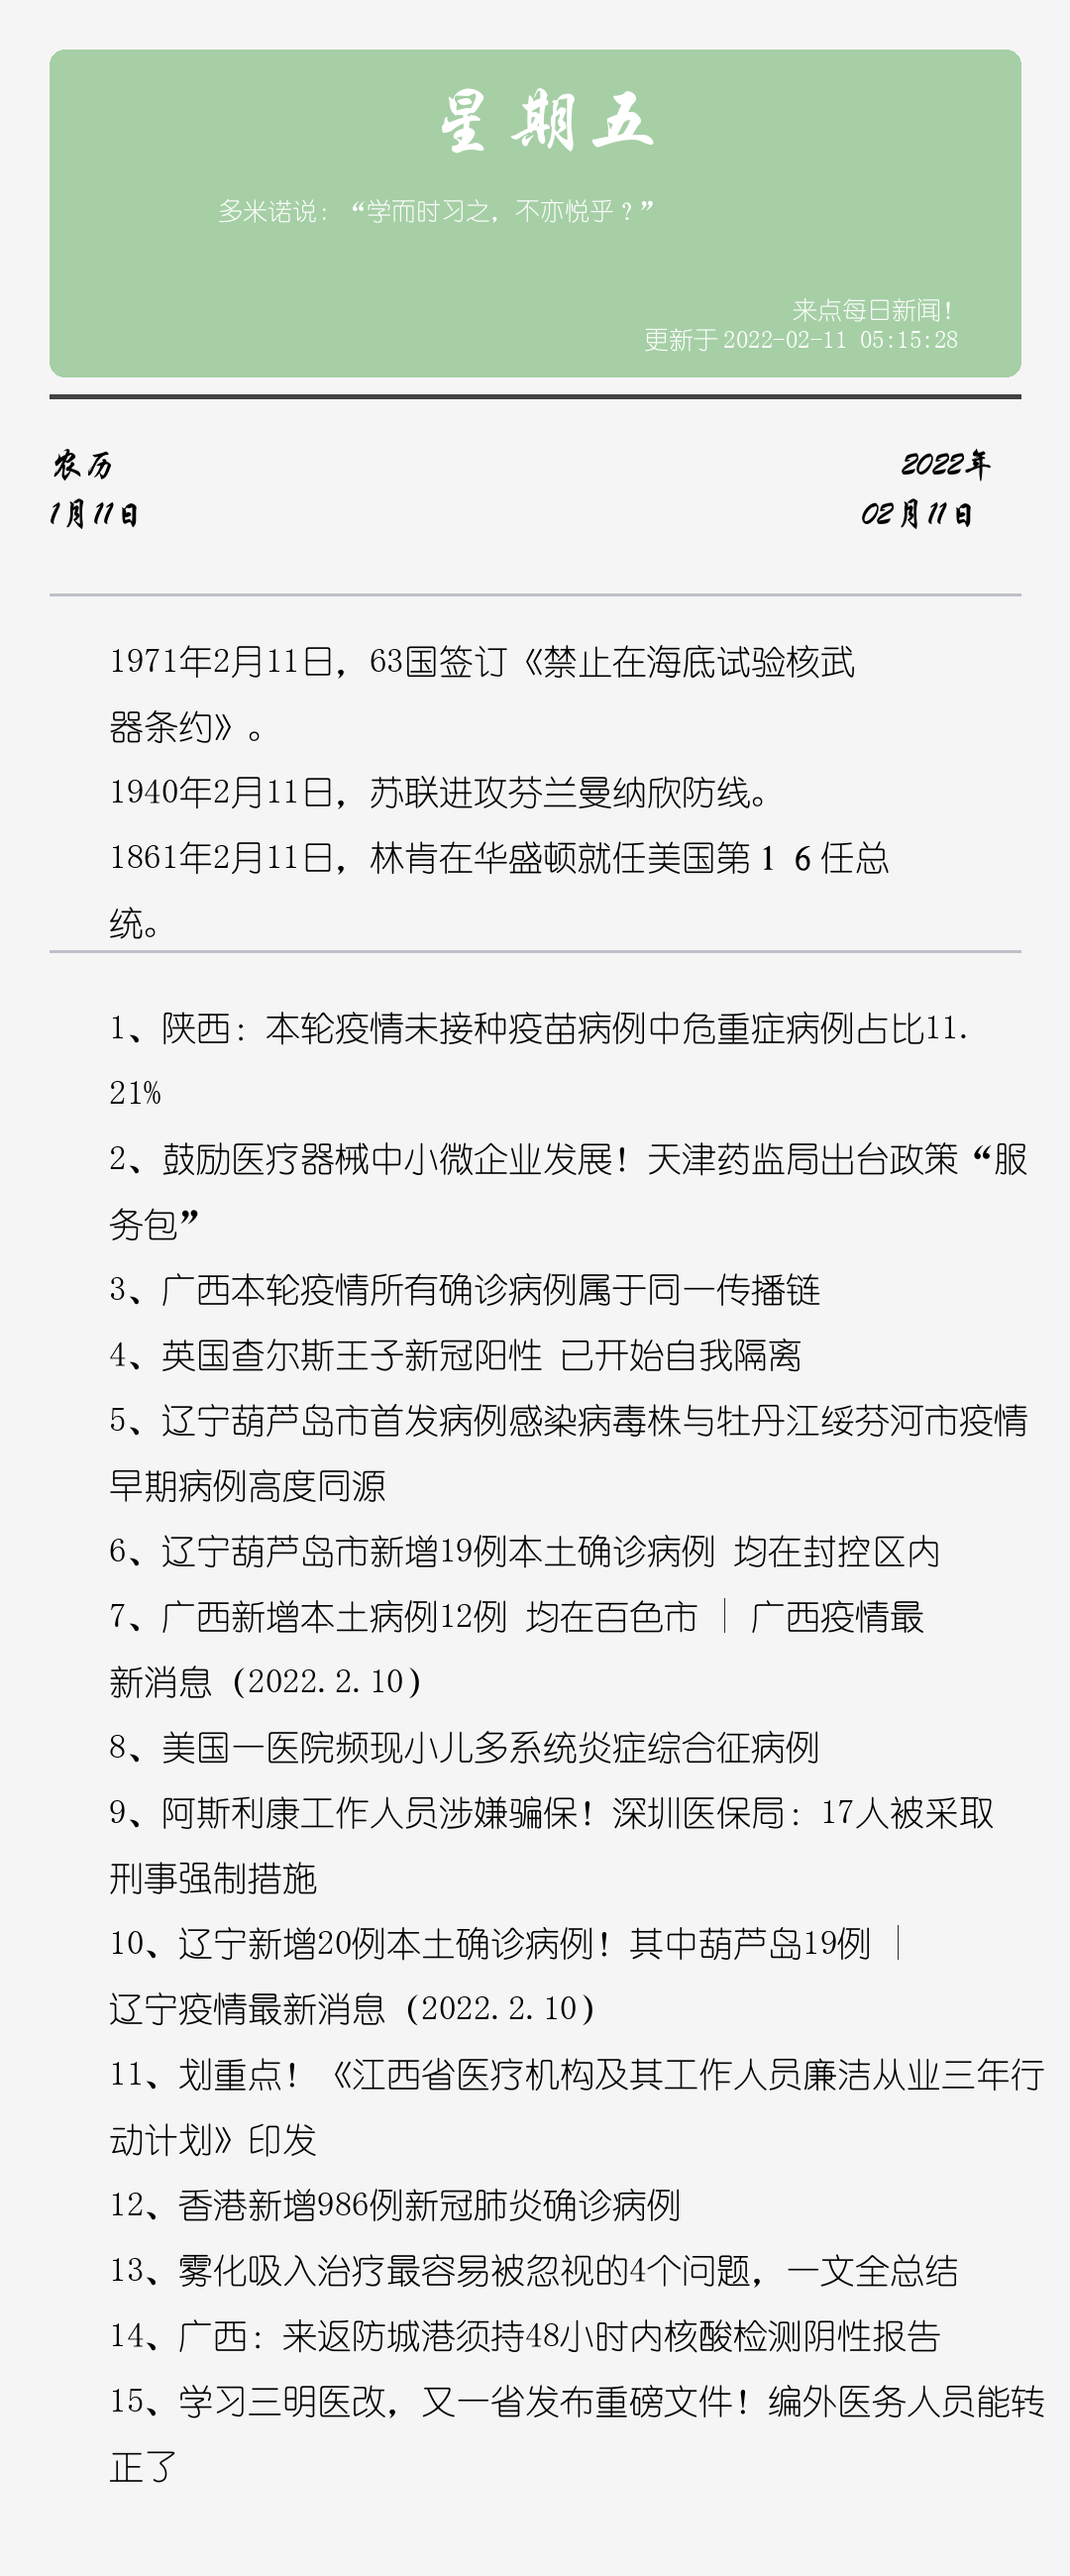 星期五
多米诺说：“学而时习之，不亦悦乎？”
来点每日新闻！
更新于2022-02-11 05:15:28
农历
2022年
1月11日
02月11日
1971年2月11日，63国签订《禁止在海底试验核武
器条约》。
1940年2月11日，苏联进攻芬兰曼纳欣防线。
1861年2月11日，林肯在华盛顿就任美国第１６任总
统。
1、陕西：本轮疫情未接种疫苗病例中危重症病例占比11.
21%
2、鼓励医疗器械中小微企业发展！天津药监局出台政策“服
务包”
3、广西本轮疫情所有确诊病例属于同一传播链
4、英国查尔斯王子新冠阳性 已开始自我隔离
5、辽宁葫芦岛市首发病例感染病毒株与牡丹江绥芬河市疫情
早期病例高度同源
6、辽宁葫芦岛市新增19例本土确诊病例 均在封控区内
7、广西新增本土病例12例 均在百色市 | 广西疫情最
新消息（2022.2.10）
8、美国一医院频现小儿多系统炎症综合征病例
9、阿斯利康工作人员涉嫌骗保！深圳医保局：17人被采取
刑事强制措施
10、辽宁新增20例本土确诊病例！其中葫芦岛19例 |
辽宁疫情最新消息（2022.2.10）
11、划重点！《江西省医疗机构及其工作人员廉洁从业三年行
动计划》印发
12、香港新增986例新冠肺炎确诊病例
13、雾化吸入治疗最容易被忽视的4个问题，一文全总结
14、广西：来返防城港须持48小时内核酸检测阴性报告
15、学习三明医改，又一省发布重磅文件！编外医务人员能转
正了